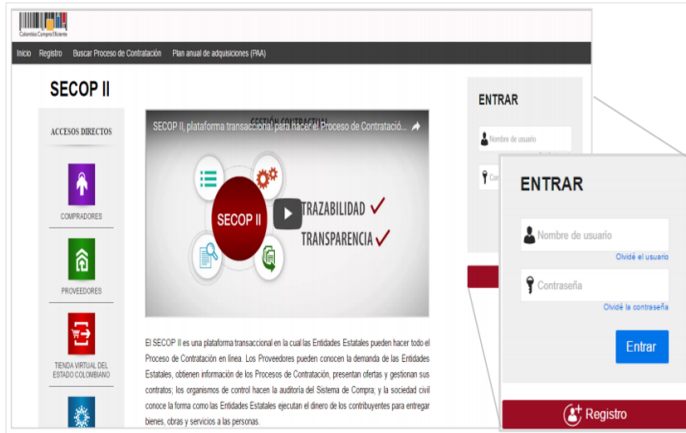 Colombia Compra Eficiente
Inicio Registro Buscar Proceso de Contratación Plan anual de adquisiciones (PAA)
SECOP II
ACCESOS DIRECTOS
COMPRADORES
PROVEEDORES
TIENDA VIRTUAL DEL
ESTADO COLOMBIANO
GESTIÓN CONTRACTUAL
SECOP II, plataforma transaccional para hacer el Proceso de Contratació...
SECOP II
TRAZABILIDAD
TRANSPARENCIA
El SECOP II es una plataforma transaccional en la cual las Entidades Estatales pueden hacer todo el
Proceso de Contratación en línea. Los Proveedores pueden conocen la demanda de las Entidades
Estatales, obtenen información de los Procesos de Contratación, presentan ofertas y gestionan sus
contratos; los organismos de control hacen la auditoría del Sistema de Compra; y la sociedad civil
conoce la forma como las Entidades Estatales ejecutan el dinero de los contribuyentes para entregar
bienes, obras y servicios a las personas.
ENTRAR
Nombre de usuario
ENTRAR
Nombre de usuario
Olvidé el usuario
Contraseña
Olvidé la contraseña
Entrar
Registro